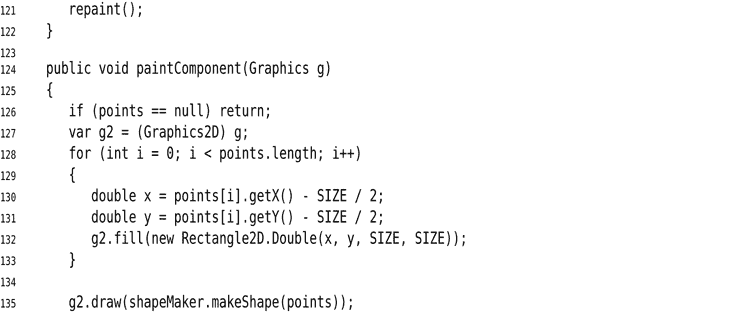 121       repaint();
122    }
123
124    public void paintComponent(Graphics g)
125    {
126       if (points == null) return;
127       var g2 = (Graphics2D) g;
128       for (int i = 0; i < points.length; i++)
129       {
130          double x = points[i].getX() - SIZE / 2;
131          double y = points[i].getY() - SIZE / 2;
132          g2.fill(new Rectangle2D.Double(x, y, SIZE, SIZE));
133       }
134
135       g2.draw(shapeMaker.makeShape(points));